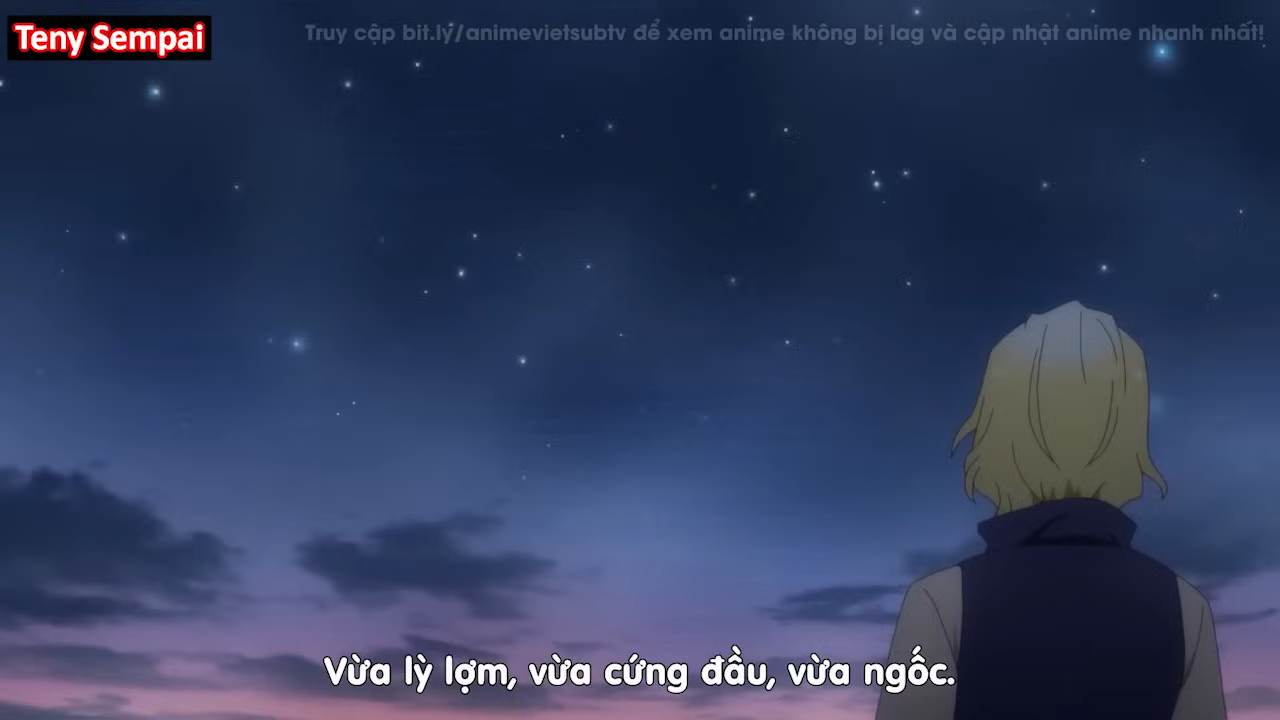 Teny Sempai
Truy cập bit.lý/animevietsubtv để xem anime không bị lag và cập nhật anime nhanh nhất!
Vừa lỳ lợm, vừa cứng đầu, vừa ngốc.